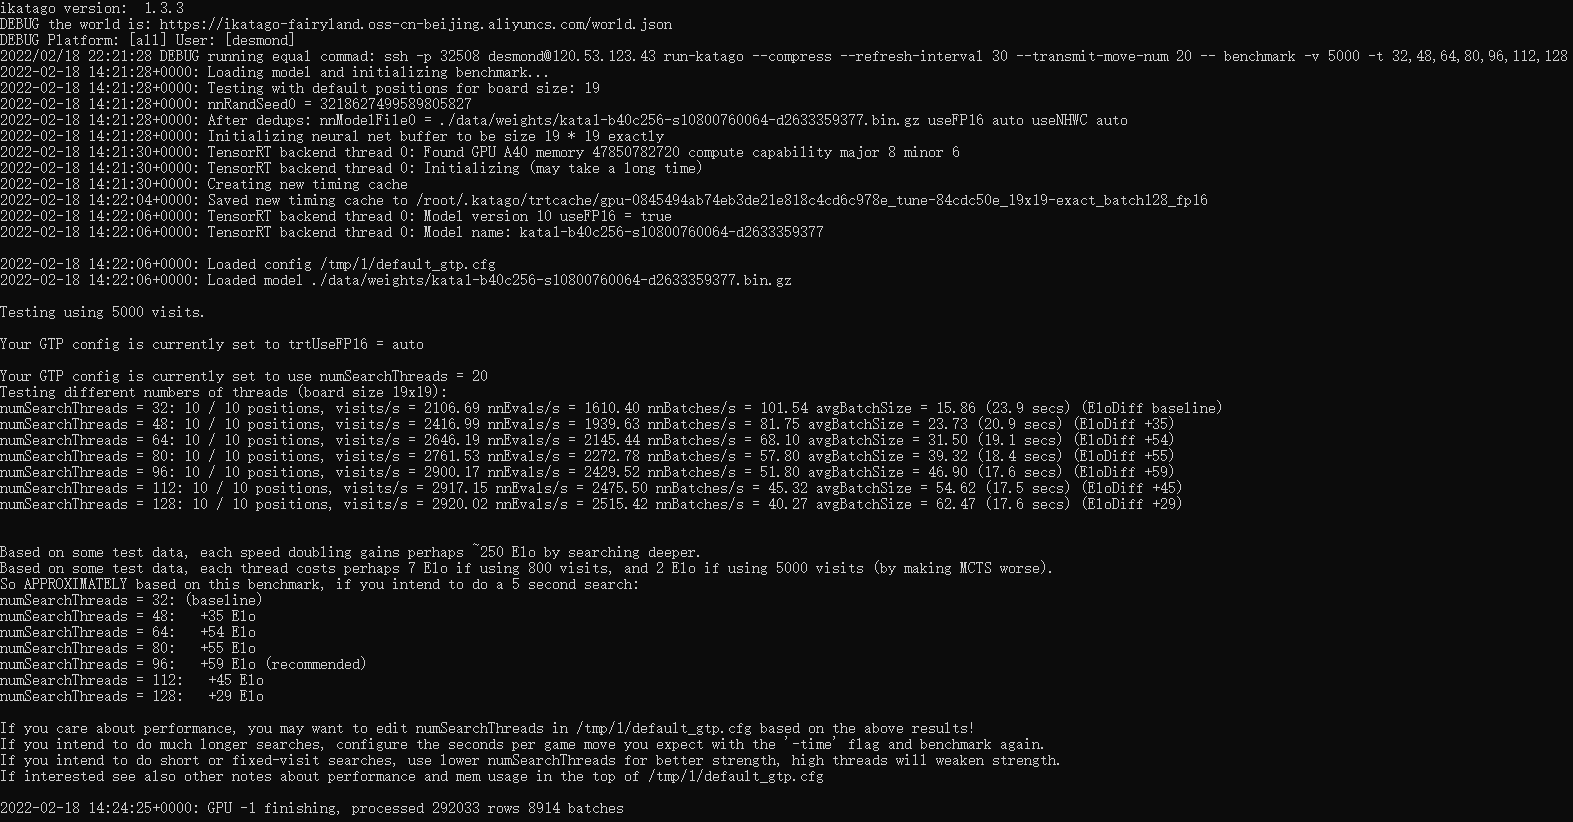 ikatago version:  1.3.3
DEBUG the world is: https://ikatago-fairyland.oss-cn-beijing.aliyuncs.com/world.json
DEBUG Platform: [all] User: [desmond]
2022/02/18 22:21:28 DEBUG running equal commad: ssh -p 32508 desmond@120.53.123.43 run-katago --compress --refresh-interval 30 --transmit-move-num 20 -- benchmark -v 5000 -t 32,48,64,80,96,112,128
2022-02-18 14:21:28+0000: Loading model and initializing benchmark...
2022-02-18 14:21:28+0000: Testing with default positions for board size: 19
2022-02-18 14:21:28+0000: nnRandSeed0 = 3218627499589805827
2022-02-18 14:21:28+0000: After dedups: nnModelFile0 = ./data/weights/kata1-b40c256-s10800760064-d2633359377.bin.gz useFP16 auto useNHWC auto
2022-02-18 14:21:28+0000: Initializing neural net buffer to be size 19 * 19 exactly
2022-02-18 14:21:30+0000: TensorRT backend thread 0: Found GPU A40 memory 47850782720 compute capability major 8 minor 6
2022-02-18 14:21:30+0000: TensorRT backend thread 0: Initializing (may take a long time)
2022-02-18 14:21:30+0000: Creating new timing cache
2022-02-18 14:22:04+0000: Saved new timing cache to /root/.katago/trtcache/gpu-0845494ab74eb3de21e818c4cd6c978e_tune-84cdc50e_19x19-exact_batch128_fp16
2022-02-18 14:22:06+0000: TensorRT backend thread 0: Model version 10 useFP16 = true
2022-02-18 14:22:06+0000: TensorRT backend thread 0: Model name: kata1-b40c256-s10800760064-d2633359377
2022-02-18 14:22:06+0000: Loaded config /tmp/1/default_gtp.cfg
2022-02-18 14:22:06+0000: Loaded model ./data/weights/kata1-b40c256-s10800760064-d2633359377.bin.gz
Testing using 5000 visits.
Your GTP config is currently set to trtUseFP16 = auto
Your GTP config is currently set to use numSearchThreads = 20
Testing different numbers of threads (board size 19x19):
numSearchThreads = 32: 10 / 10 positions, visits/s = 2106.69 nnEvals/s = 1610.40 nnBatches/s = 101.54 avgBatchSize = 15.86 (23.9 secs) (EloDiff baseline)
numSearchThreads = 48: 10 / 10 positions, visits/s = 2416.99 nnEvals/s = 1939.63 nnBatches/s = 81.75 avgBatchSize = 23.73 (20.9 secs) (EloDiff +35)
numSearchThreads = 64: 10 / 10 positions, visits/s = 2646.19 nnEvals/s = 2145.44 nnBatches/s = 68.10 avgBatchSize = 31.50 (19.1 secs) (EloDiff +54)
numSearchThreads = 80: 10 / 10 positions, visits/s = 2761.53 nnEvals/s = 2272.78 nnBatches/s = 57.80 avgBatchSize = 39.32 (18.4 secs) (EloDiff +55)
numSearchThreads = 96: 10 / 10 positions, visits/s = 2900.17 nnEvals/s = 2429.52 nnBatches/s = 51.80 avgBatchSize = 46.90 (17.6 secs) (EloDiff +59)
numSearchThreads = 112: 10 / 10 positions, visits/s = 2917.15 nnEvals/s = 2475.50 nnBatches/s = 45.32 avgBatchSize = 54.62 (17.5 secs) (EloDiff +45)
numSearchThreads = 128: 10 / 10 positions, visits/s = 2920.02 nnEvals/s = 2515.42 nnBatches/s = 40.27 avgBatchSize = 62.47 (17.6 secs) (EloDiff +29)
Based on some test data, each speed doubling gains perhaps ~250 Elo by searching deeper.
Based on some test data, each thread costs perhaps 7 Elo if using 800 visits, and 2 Elo if using 5000 visits (by making MCTS worse).
So APPROXIMATELY based on this benchmark, if you intend to do a 5 second search:
numSearchThreads = 32: (baseline)
numSearchThreads = 48:   +35 Elo
numSearchThreads = 64:   +54 Elo
numSearchThreads = 80:   +55 Elo
numSearchThreads = 96:   +59 Elo (recommended)
numSearchThreads = 112:   +45 Elo
numSearchThreads = 128:   +29 Elo
If you care about performance, you may want to edit numSearchThreads in /tmp/1/default_gtp.cfg based on the above results!
If you intend to do much longer searches, configure the seconds per game move you expect with the '-time' flag and benchmark again.
If you intend to do short or fixed-visit searches, use lower numSearchThreads for better strength, high threads will weaken strength.
If interested see also other notes about performance and mem usage in the top of /tmp/1/default_gtp.cfg
2022-02-18 14:24:25+0000: GPU -1 finishing, processed 292033 rows 8914 batches